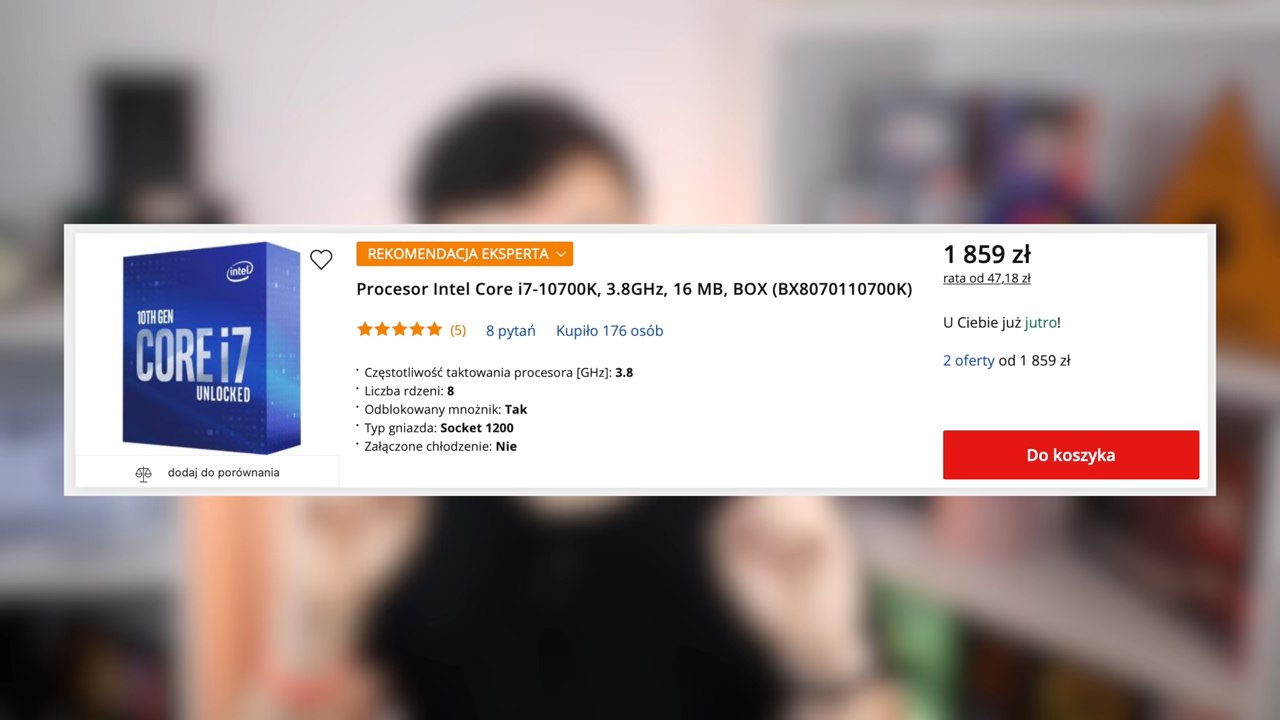 intel
10TH GEN
CORE i7
UNLOCKED
dodaj do porównania
REKOMENDACJA EKSPERTA
Procesor Intel Core i7-10700K, 3.8GHz, 16 MB, BOX (BX8070110700K)
(5) 8 pytań Kupiło 176 osób
· Częstotliwość taktowania procesora [GHz]: 3.8
· Liczba rdzeni: 8
· Odblokowany mnożnik: Tak
· Typ gniazda: Socket 1200
· Załączone chłodzenie: Nie
1 859 zł
rata od 47,18 zł
U Ciebie już jutro!
2 oferty od 1 859 zł
Do koszyka